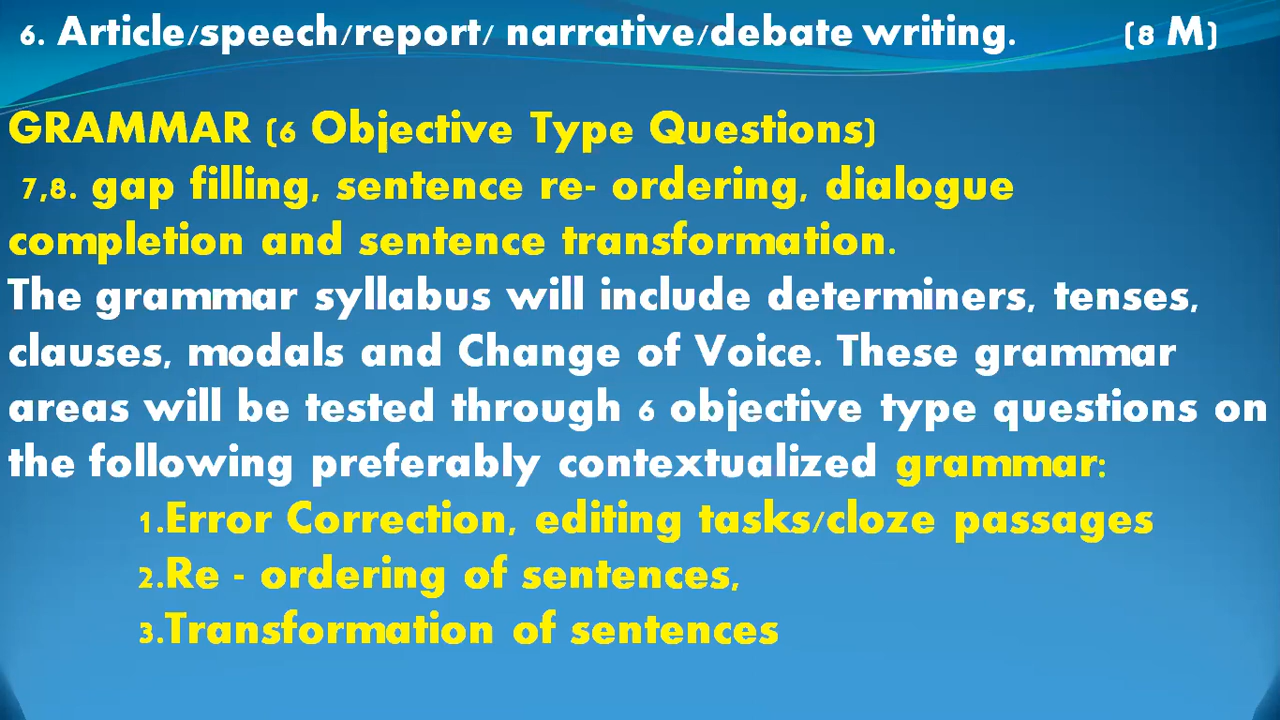 6. Article/speech/report/ narrative/debate writing. (8 M)
GRAMMAR (6 Objective Type Questions)
7,8. gap filling, sentence re- ordering, dialogue
completion and sentence transformation.
The grammar syllabus will include determiners, tenses,
clauses, modals and Change of Voice. These grammar
areas will be tested through 6 objective type questions on
the following preferably contextualized grammar:
1.Error Correction, editing tasks/cloze passages
2.Re - ordering of sentences,
3.Transformation of sentences